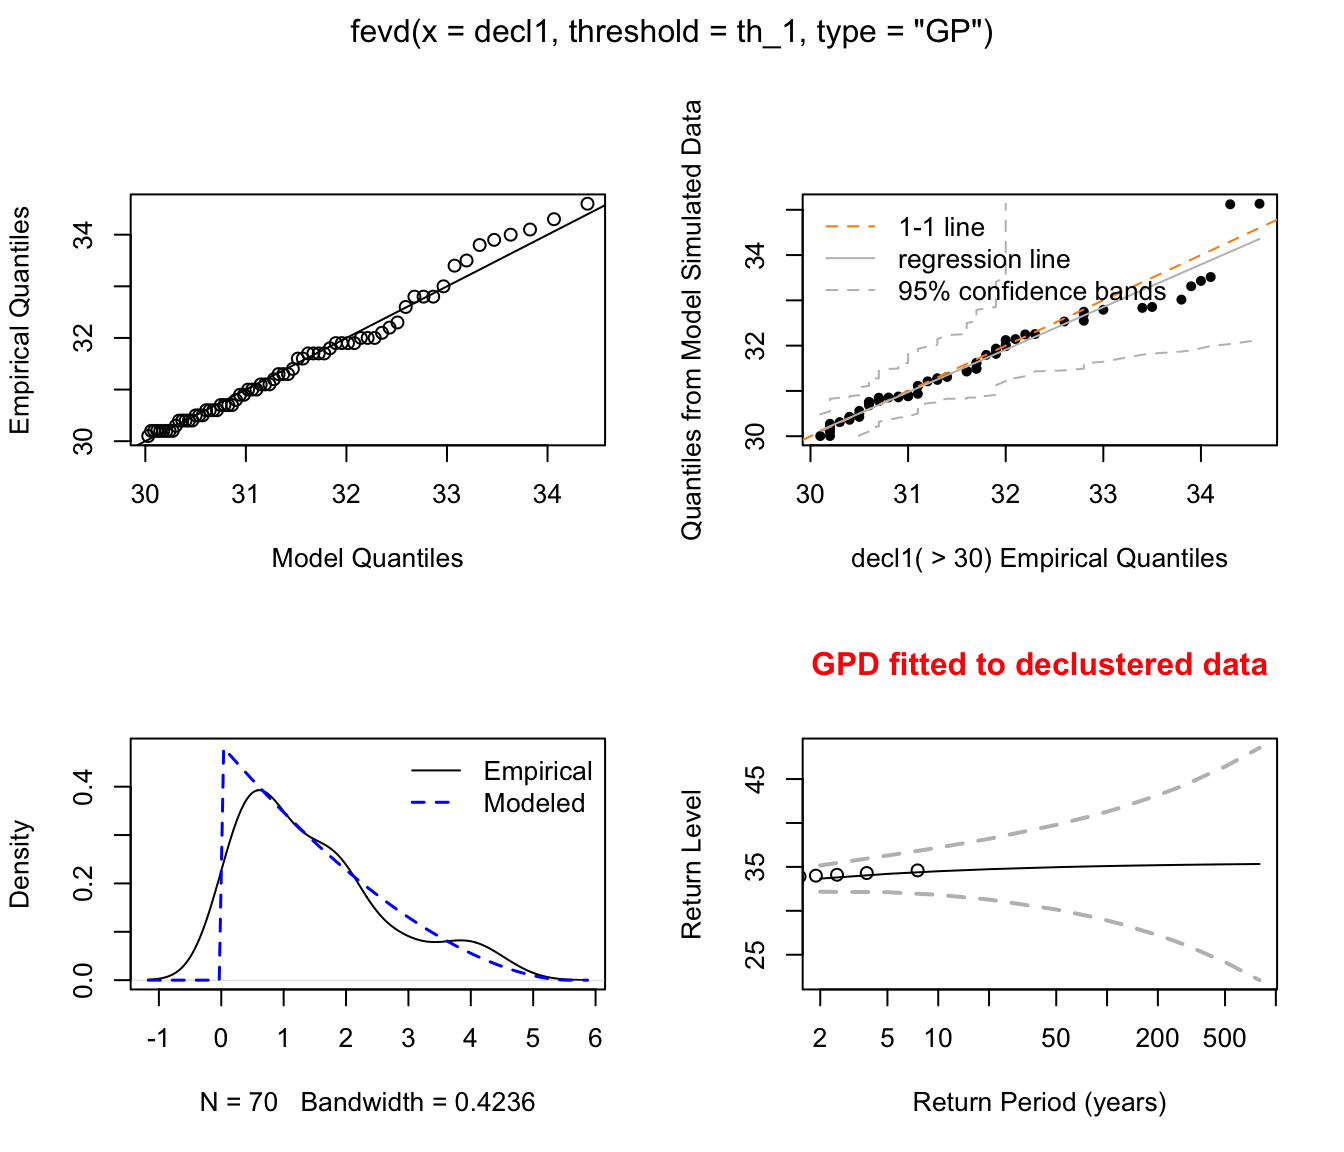 fevd(x = decl1, threshold = th_1, type = "GP")
Empirical Quantiles
34
32
30
30 31 32 33 34
Model Quantiles
Quantiles from Model Simulated Data
34
32
30
1-1 line
regression line
95% confidence bands
30 31 32 33 34
decl1( > 30) Empirical Quantiles
Density
0.4
0.2
0.0
Empirical
Modeled
-1 0 1 2 3 4 5 6
N = 70 Bandwidth = 0.4236
GPD fitted to declustered data
Return Level
45
35
25
2 5 10 50 200 500
Return Period (years)